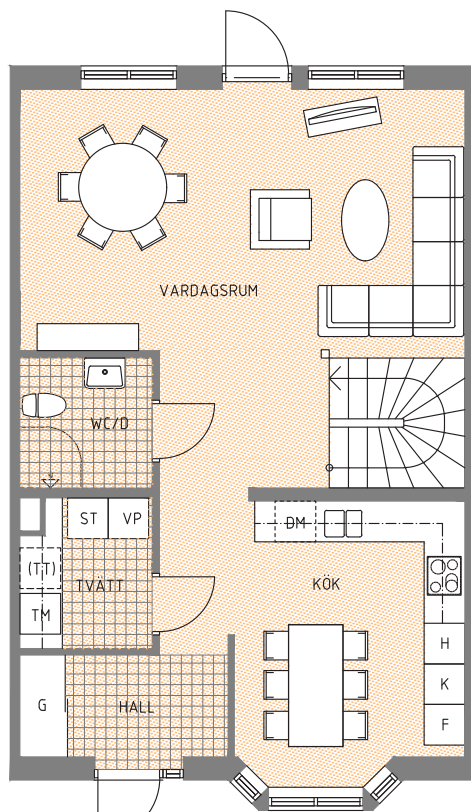 VARDAGSRUM
WC/D
ST
VP
DM
(TT)
TVÄTT
KÖK
TM
H
K
G
HALL
F